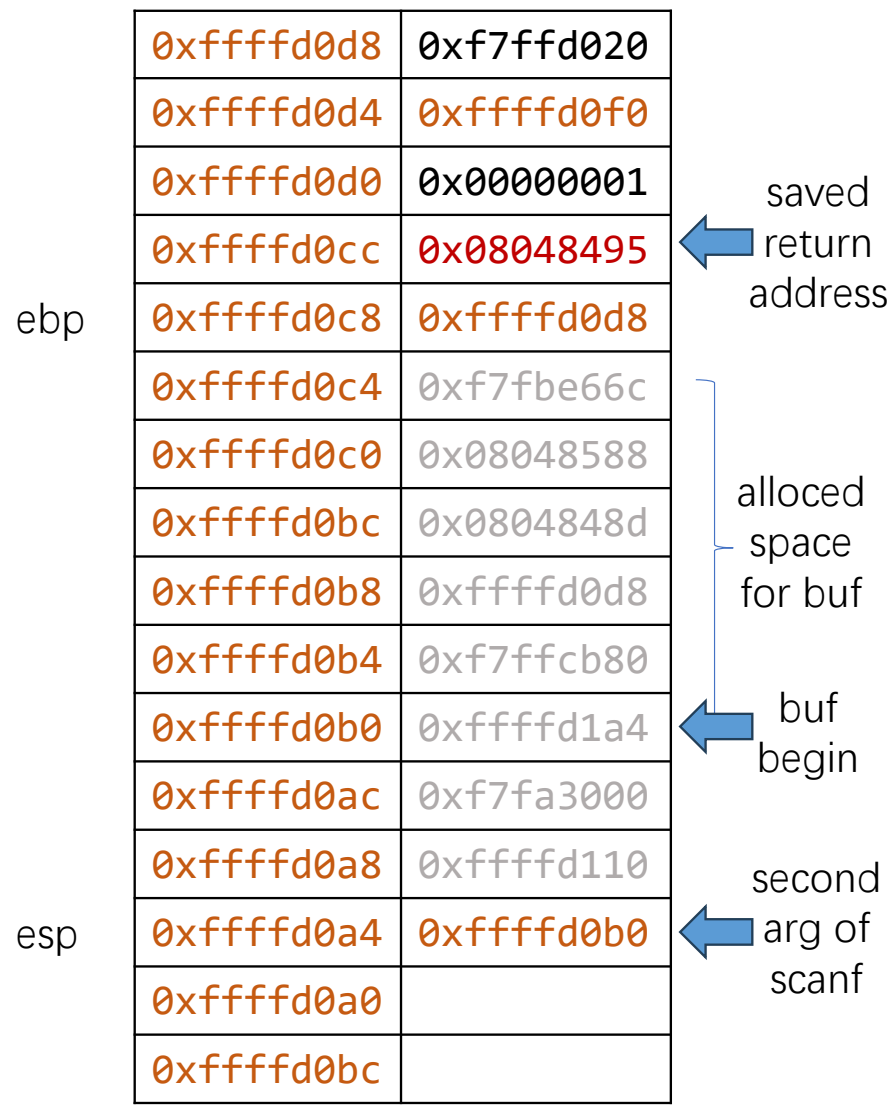 0xffffd0d8 0xf7ffd020
0xffffd0d4 0xffffd0f0
0xffffd0d0 0x00000001
saved
0xffffd0cc 0x08048495 return
address
ebp 0xffffd0c8 0xffffd0d8
0xffffd0c4 0xf7fbe66c
0xffffd0c0 0x08048588
alloced
0xffffd0bc 0x0804848d space
0xffffd0b8 0xffffd0d8 for buf
0xffffd0b4 0xf7ffcb80
buf
0xffffd0b0 0xffffd1a4
begin
0xffffd0ac 0xf7fa3000
0xffffd0a8 0xffffd110 second
esp 0xffffd0a4 0xffffd0b0 arg of
scanf
0xffffd0a0
0xffffd0bc